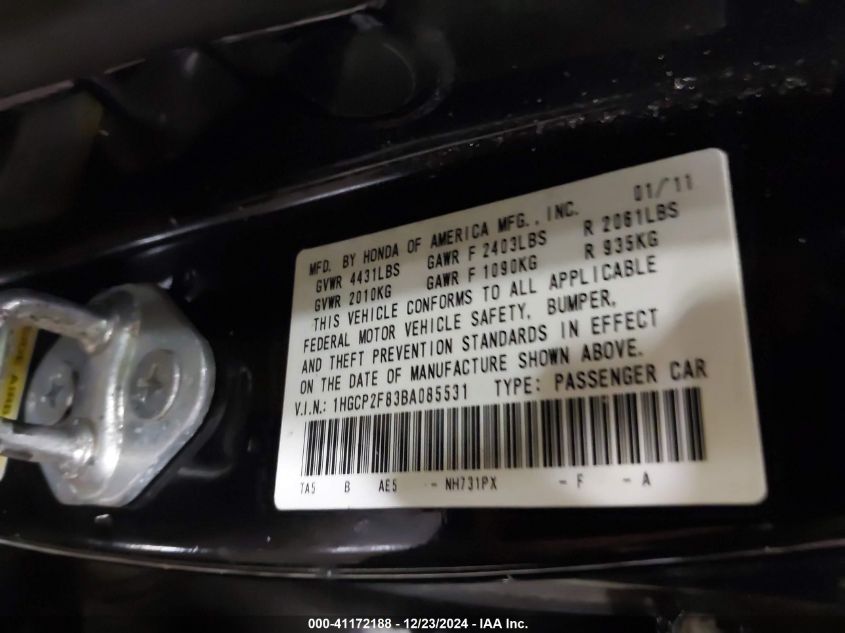 MFD. BY HONDA OF AMERICA MFG., INC. 01/11
GVWR 4431LBS GAWR F 2403LBS R 2061LBS
GVWR 2010KG GAWR F 1090KG R 935KG
THIS VEHICLE CONFORMS TO ALL APPLICABLE
FEDERAL MOTOR VEHICLE SAFETY, BUMPER,
AND THEFT PREVENTION STANDARDS IN EFFECT
ON THE DATE OF MANUFACTURE SHOWN ABOVE.
V.I.N.: 1HGCP2F83BA085531 TYPE: PASSENGER CAR
TA5 B AE5 - NH731PX - F - A
000-41172188 - 12/23/2024 - IAA Inc.